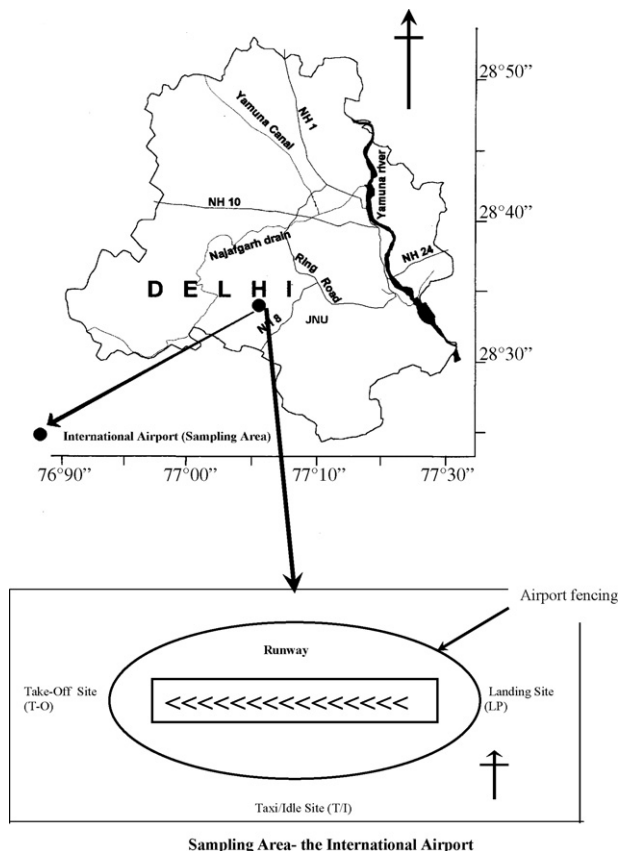 28°50”
Yamuna Canal
NH 1
Yamuna river
NH 10
28°40”
Najafgarh drain
NH 24
Ring Road
D E L H I
NH 8
JNU
28°30”
International Airport (Sampling Area)
76°90” 77°00” 77°10” 77°30”
Airport fencing
Runway
Take-Off Site
(T-O)
<<<<<<<<<<<<<<<<
Landing Site
(LP)
Taxi/Idle Site (T/I)
Sampling Area- the International Airport